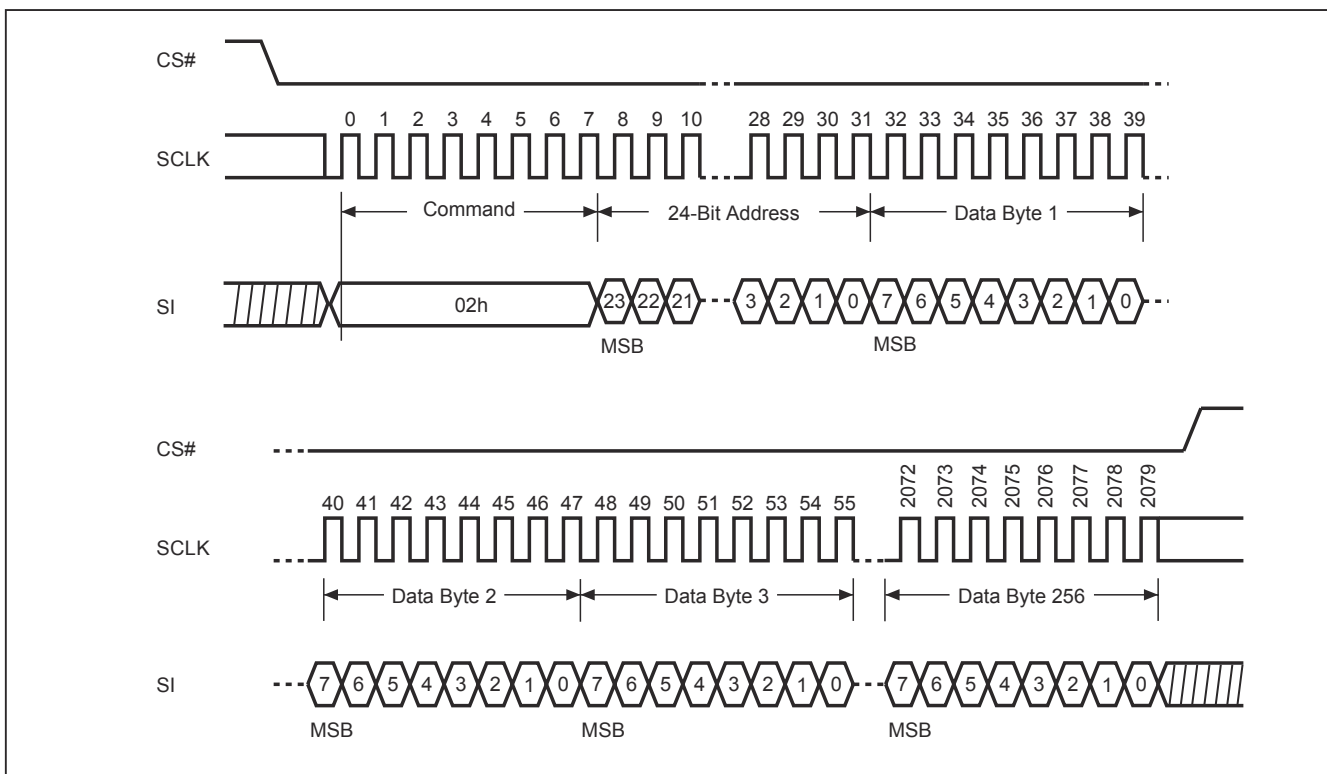 CS#
0 1 2 3 4 5 6 7 8 9 10 28 29 30 31 32 33 34 35 36 37 38 39
SCLK
Command 24-Bit Address Data Byte 1
SI 02h 23 22 21 3 2 1 0 7 6 5 4 3 2 1 0
MSB MSB
CS#
40 41 42 43 44 45 46 47 48 49 50 51 52 53 54 55 2072 2073 2074 2075 2076 2077 2078 2079
SCLK
Data Byte 2 Data Byte 3 Data Byte 256
SI 7 6 5 4 3 2 1 0 7 6 5 4 3 2 1 0 7 6 5 4 3 2 1 0
MSB MSB MSB